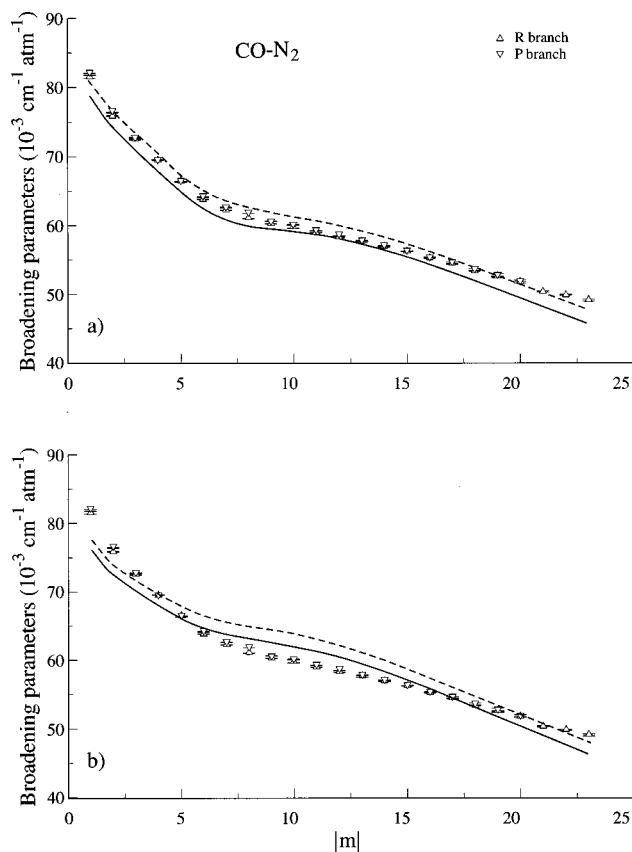 90
CO-N2
△ R branch
▽ P branch
80
70
60
50
a)
40
0 5 10 15 20 25
Broadening parameters (10⁻³ cm⁻¹ atm⁻¹)
90
80
70
60
50
b)
40
0 5 10 15 20 25
Broadening parameters (10⁻³ cm⁻¹ atm⁻¹)
|m|